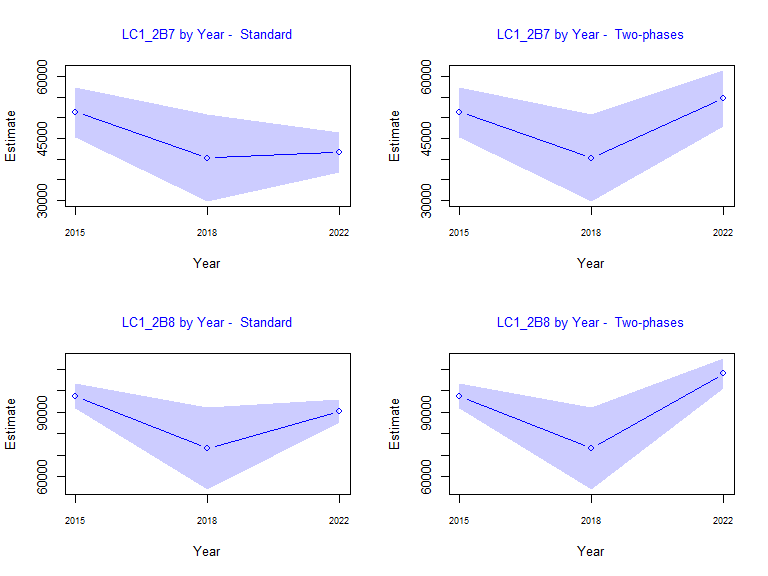 LC1_2B7 by Year -  Standard
60000
45000
30000
Estimate
2015 2018 2022
Year
LC1_2B7 by Year -  Two-phases
60000
45000
30000
Estimate
2015 2018 2022
Year
LC1_2B8 by Year -  Standard
90000
60000
Estimate
2015 2018 2022
Year
LC1_2B8 by Year -  Two-phases
90000
60000
Estimate
2015 2018 2022
Year